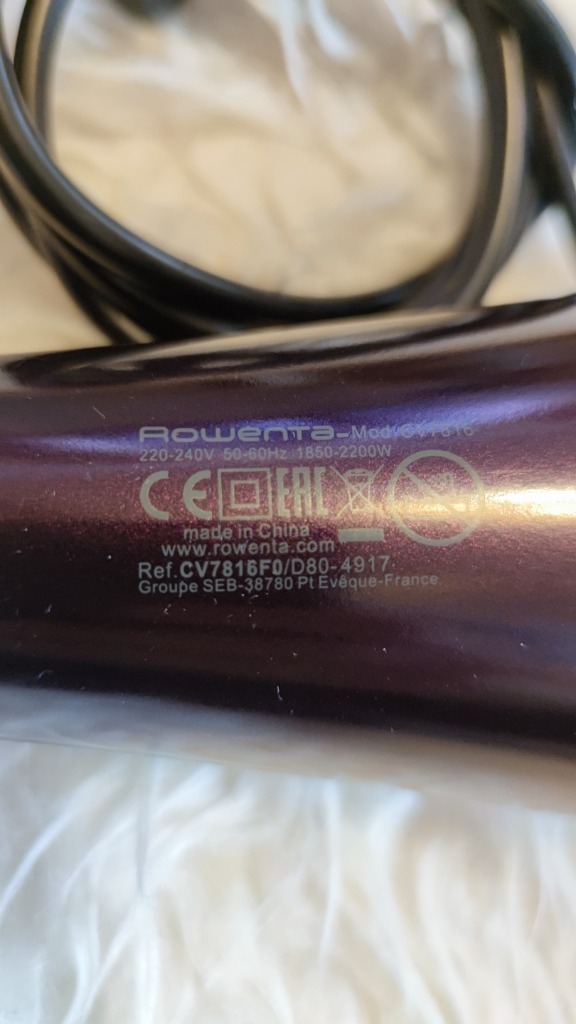 Rowenta-Mod.CV7816
220-240V 50-60Hz 1850-2200W
CE EAC
made in China
www.rowenta.com
Ref.CV7816F0/D80-4917
Groupe SEB-38780 Pt Evêque-France